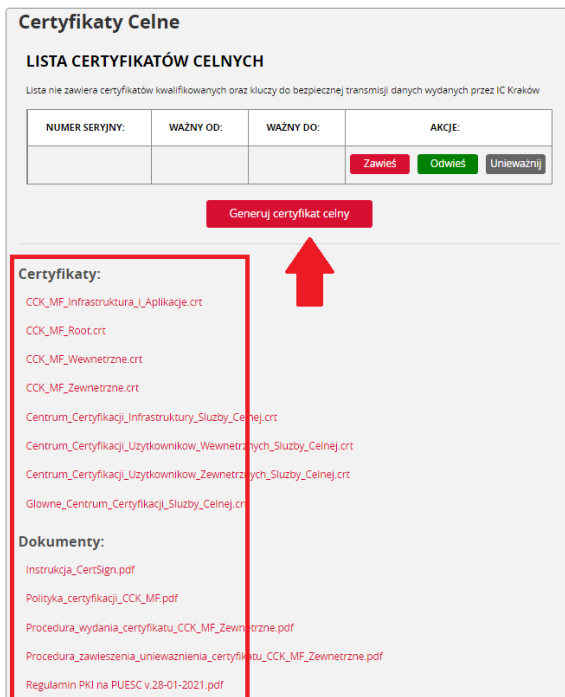 Certyfikaty Celne
LISTA CERTYFIKATÓW CELNYCH
Lista nie zawiera certyfikatów kwalifikowanych oraz kluczy do bezpiecznej transmisji danych wydanych przez IC Kraków
NUMER SERYJNY: WAŻNY OD: WAŻNY DO: AKCJE:
Zawieś Odwieś Unieważnij
Generuj certyfikat celny
Certyfikaty:
CCK_MF_Infrastruktura_i_Aplikacje.crt
CCK_MF_Root.crt
CCK_MF_Wewnetrzne.crt
CCK_MF_Zewnetrzne.crt
Centrum_Certyfikacji_Infrastruktury_Sluzby_Celnej.crt
Centrum_Certyfikacji_Uzytkownikow_Wewnetrznych_Sluzby_Celnej.crt
Centrum_Certyfikacji_Uzytkownikow_Zewnetrznych_Sluzby_Celnej.crt
Glowne_Centrum_Certyfikacji_Sluzby_Celnej.crt
Dokumenty:
Instrukcja_CertSign.pdf
Polityka_certyfikacji_CCK_MF.pdf
Procedura_wydania_certyfikatu_CCK_MF_Zewnetrzne.pdf
Procedura_zawieszenia_uniewaznienia_certyfikatu_CCK_MF_Zewnetrzne.pdf
Regulamin PKI na PUESC v.28-01-2021.pdf